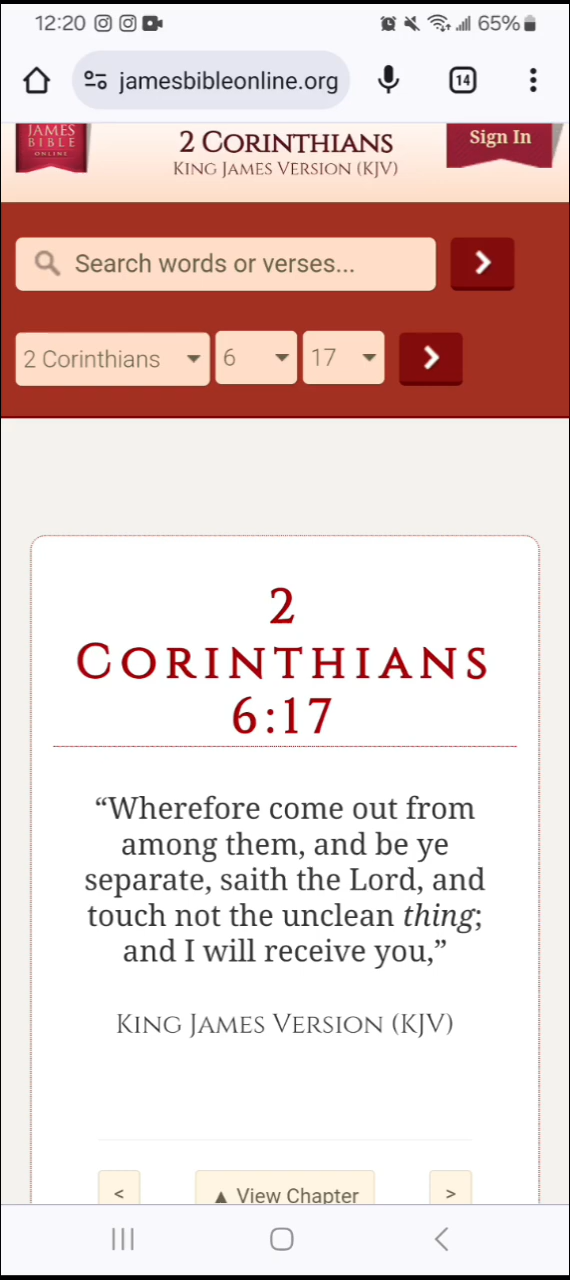 12:20 65%
jamesbibleonline.org 14
JAMES
BIBLE
ONLINE
2 CORINTHIANS
KING JAMES VERSION (KJV)
Sign In
Search words or verses...
2 Corinthians 6 17
2
CORINTHIANS
6:17
“Wherefore come out from
among them, and be ye
separate, saith the Lord, and
touch not the unclean thing;
and I will receive you,”
KING JAMES VERSION (KJV)
< ▲ View Chapter >